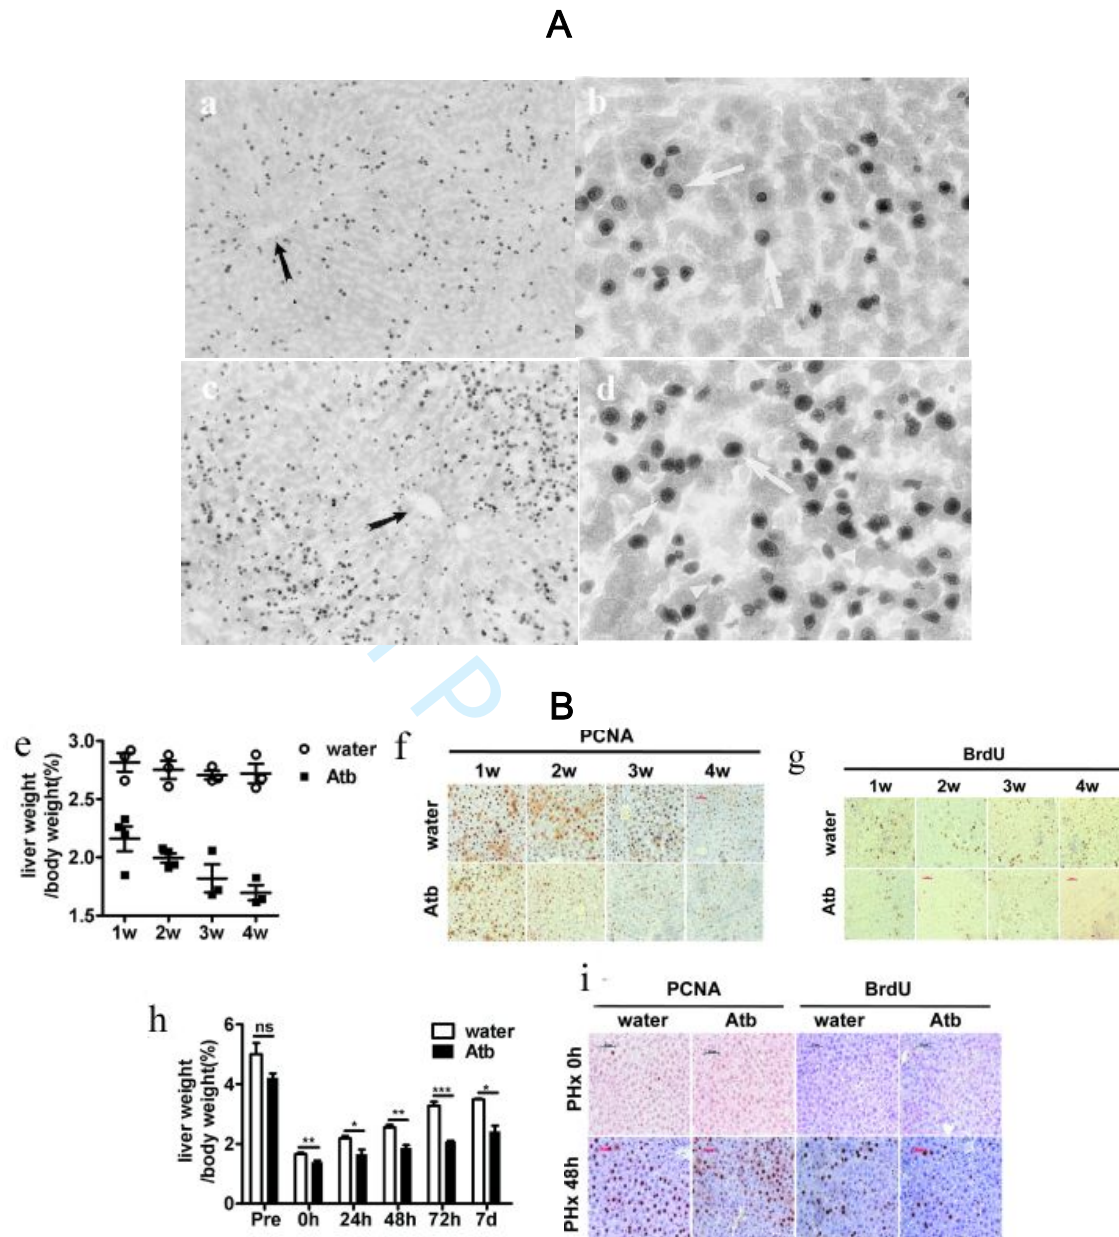 A
a
b
c
d
P
B
e
3.0
2.5
2.0
1.5
liver weight
/body weight(%)
1w 2w 3w 4w
water
Atb
f
PCNA
1w 2w 3w 4w
water
Atb
g
BrdU
1w 2w 3w 4w
water
Atb
h
6
4
2
0
liver weight
/body weight(%)
ns
**
*
**
***
*
water
Atb
Pre 0h 24h 48h 72h 7d
i
PCNA BrdU
water Atb water Atb
PHx 0h
PHx 48h